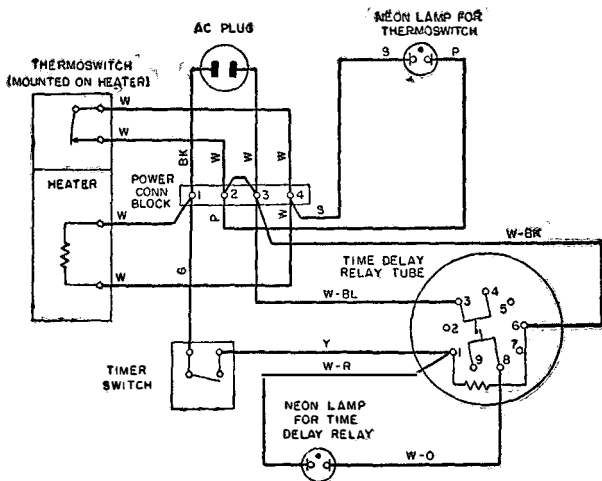 AC PLUG
NEON LAMP FOR
THERMOSWITCH
THERMOSWITCH
(MOUNTED ON HEATER)
S
P
W
W
BK
W
W
W
HEATER
POWER
CONN
BLOCK
1
2
3
4
W
P
W
S
W-BK
TIME DELAY
RELAY TUBE
W
G
W-BL
3
4
5
2
6
7
1
9
8
TIMER
SWITCH
Y
W-R
NEON LAMP
FOR TIME
DELAY RELAY
W-O